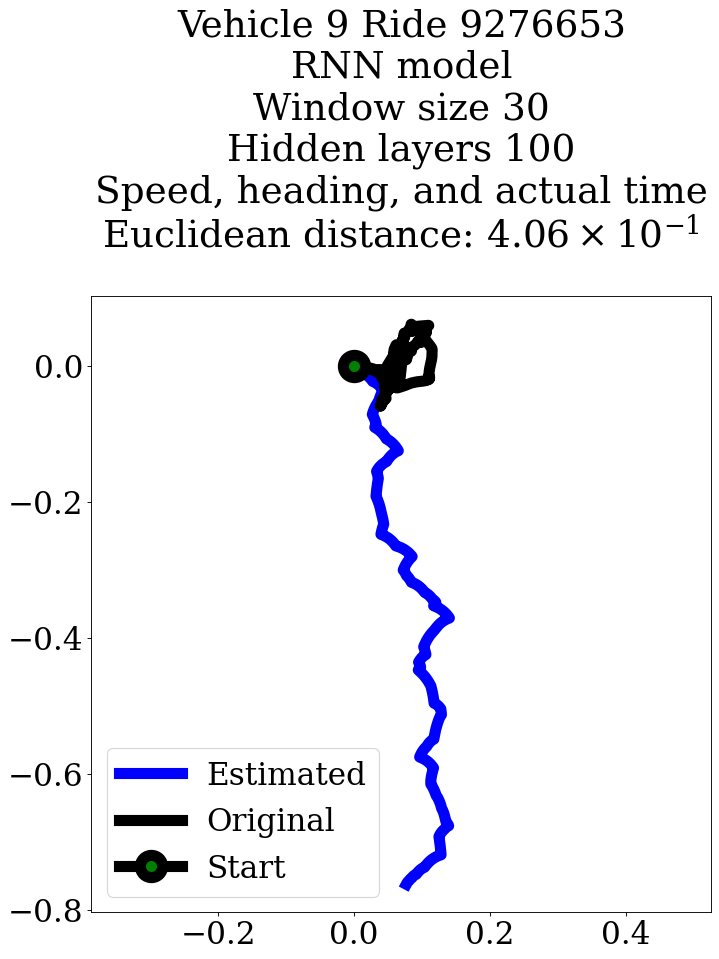 Vehicle 9 Ride 9276653
RNN model
Window size 30
Hidden layers 100
Speed, heading, and actual time
Euclidean distance: 4.06 × 10⁻¹
0.0
−0.2
−0.4
−0.6
−0.8
Estimated
Original
Start
−0.2 0.0 0.2 0.4